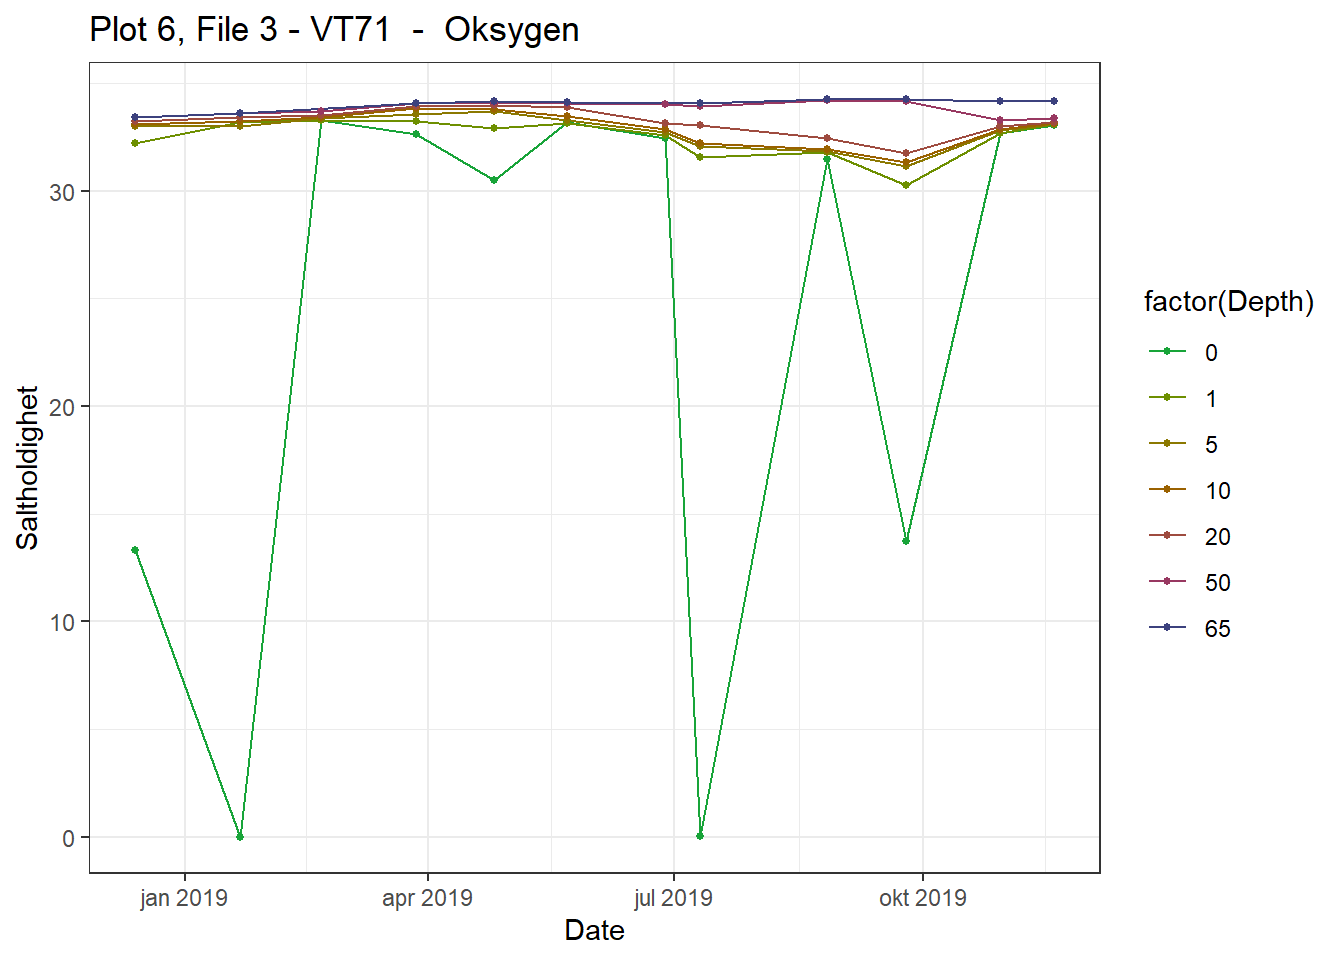 Plot 6, File 3 - VT71  -  Oksygen
Saltholdighet
30
20
10
0
jan 2019
apr 2019
jul 2019
okt 2019
Date
factor(Depth)
0
1
5
10
20
50
65